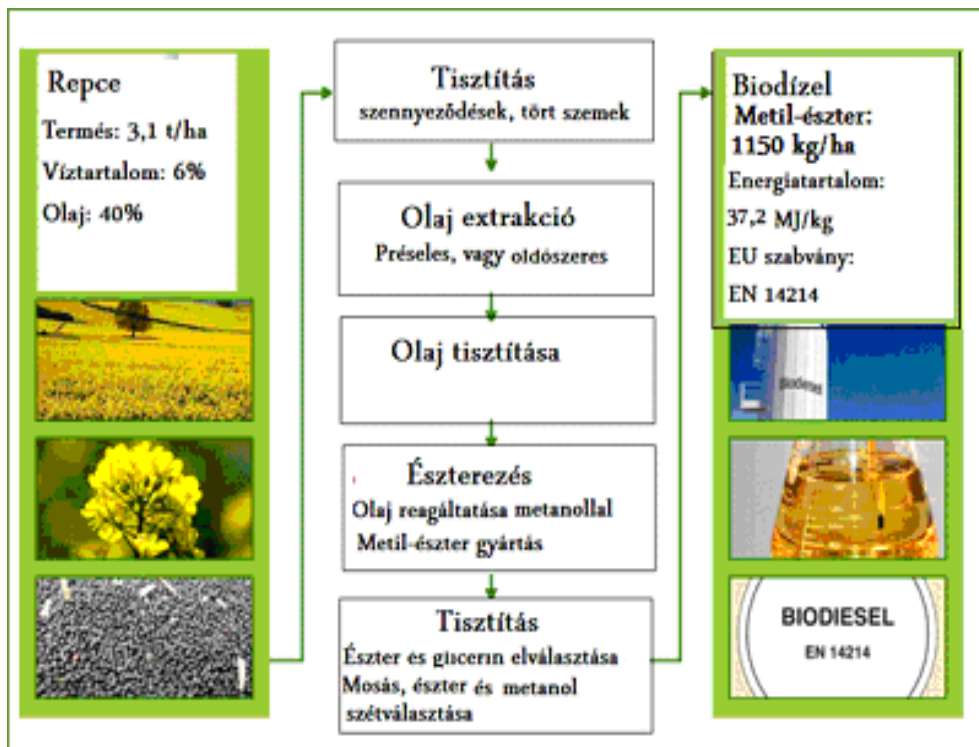 Repce
Termés: 3,1 t/ha
Víztartalom: 6%
Olaj: 40%
Tisztítás
szennyeződések, tört szemek
Olaj extrakció
Préseles, vagy oldószeres
Olaj tisztítása
Észterezés
Olaj reagáltatása metanollal
Metil-észter gyártás
Tisztítás
Észter és glicerin elválasztása
Mosás, észter és metanol
szétválasztása
Biodízel
Metil-észter:
1150 kg/ha
Energiatartalom:
37,2 MJ/kg
EU szabvány:
EN 14214
Biodiesel
BIODIESEL
EN 14214